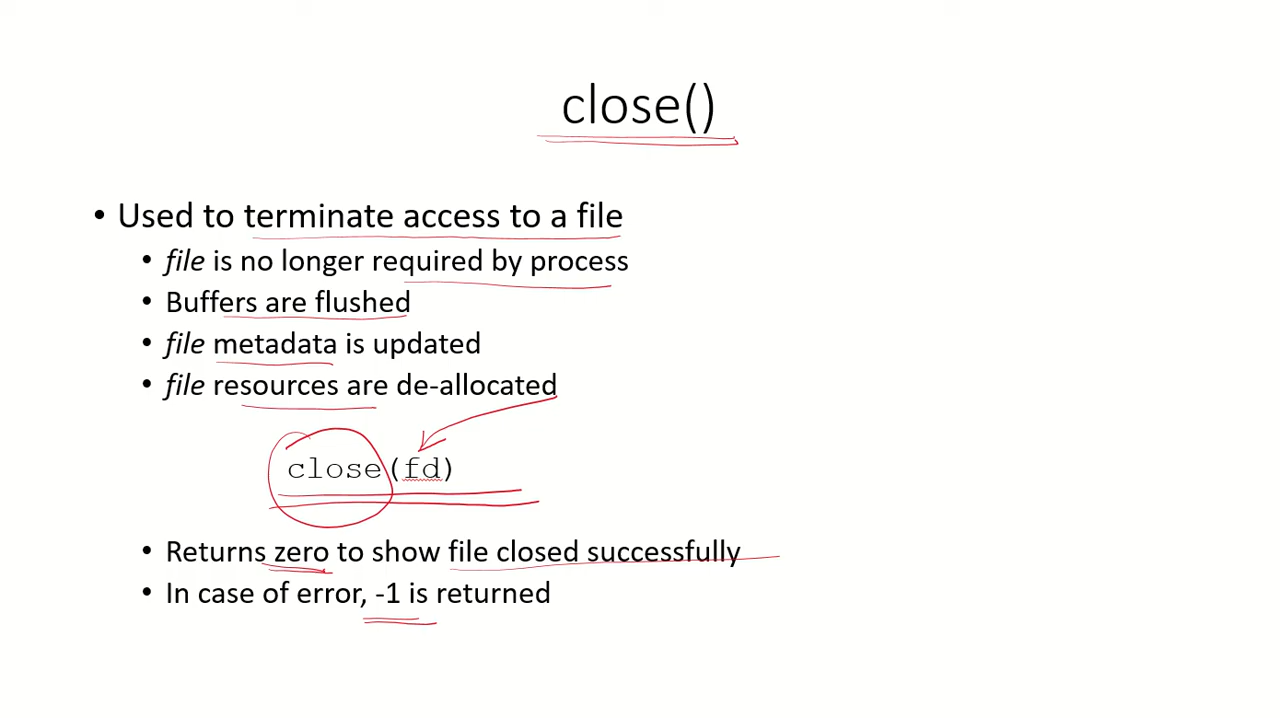 close()
• Used to terminate access to a file
• file is no longer required by process
• Buffers are flushed
• file metadata is updated
• file resources are de-allocated
close(fd)
• Returns zero to show file closed successfully
• In case of error, -1 is returned